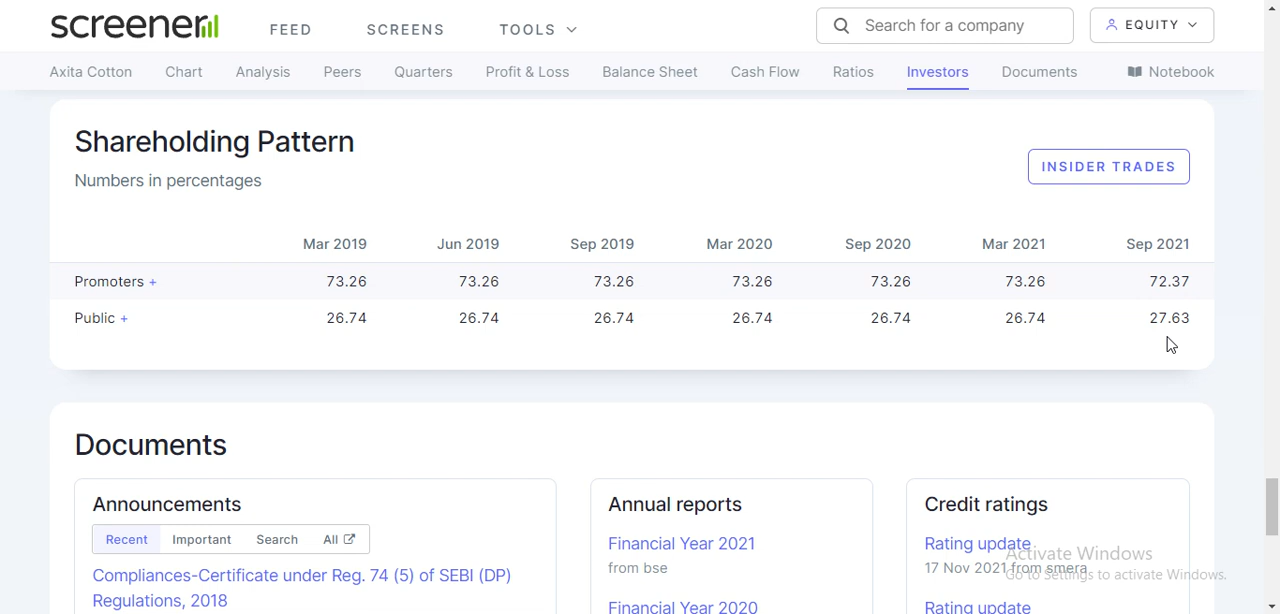 screener
FEED SCREENS TOOLS
Search for a company
EQUITY
Axita Cotton Chart Analysis Peers Quarters Profit & Loss Balance Sheet Cash Flow Ratios Investors Documents Notebook
Shareholding Pattern
Numbers in percentages
INSIDER TRADES
Mar 2019 Jun 2019 Sep 2019 Mar 2020 Sep 2020 Mar 2021 Sep 2021
Promoters + 73.26 73.26 73.26 73.26 73.26 73.26 72.37
Public + 26.74 26.74 26.74 26.74 26.74 26.74 27.63
Documents
Announcements
Recent Important Search All
Compliances-Certificate under Reg. 74 (5) of SEBI (DP)
Regulations, 2018
Annual reports
Financial Year 2021
from bse
Financial Year 2020
Credit ratings
Rating update
17 Nov 2021 from smera
Rating update
Activate Windows
Go to Settings to activate Windows.